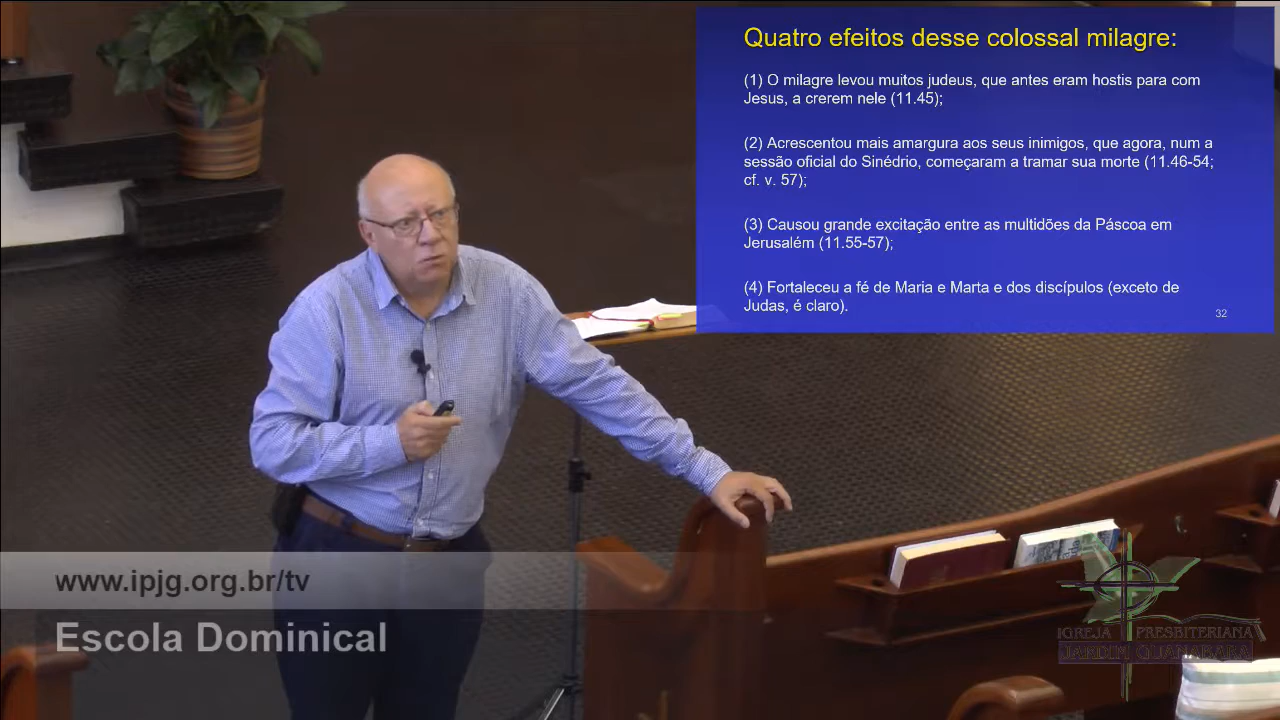 Quatro efeitos desse colossal milagre:
(1) O milagre levou muitos judeus, que antes eram hostis para com
Jesus, a crerem nele (11.45);
(2) Acrescentou mais amargura aos seus inimigos, que agora, num a
sessão oficial do Sinédrio, começaram a tramar sua morte (11.46-54;
cf. v. 57);
(3) Causou grande excitação entre as multidões da Páscoa em
Jerusalém (11.55-57);
(4) Fortaleceu a fé de Maria e Marta e dos discípulos (exceto de
Judas, é claro).
32
www.ipjg.org.br/tv
Escola Dominical
IGREJA PRESBITERIANA
JARDIM GUANABARA